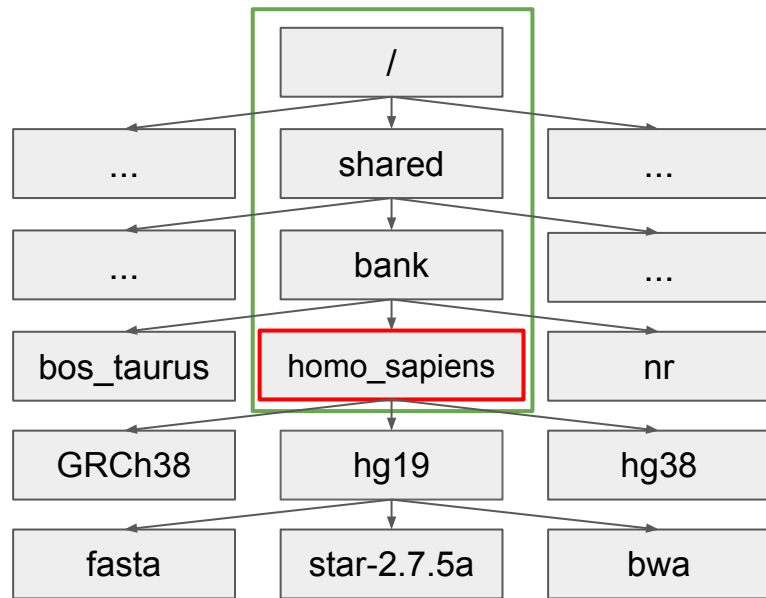 /
...
shared
...
...
bank
...
bos_taurus
homo_sapiens
nr
GRCh38
hg19
hg38
fasta
star-2.7.5a
bwa